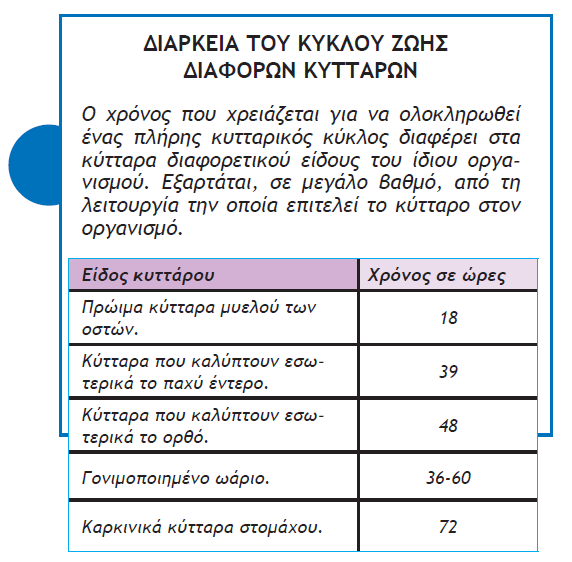 ΔΙΑΡΚΕΙΑ ΤΟΥ ΚΥΚΛΟΥ ΖΩΗΣ
ΔΙΑΦΟΡΩΝ ΚΥΤΤΑΡΩΝ
Ο χρόνος που χρειάζεται για να ολοκληρωθεί
ένας πλήρης κυτταρικός κύκλος διαφέρει στα
κύτταρα διαφορετικού είδους του ίδιου οργα-
νισμού. Εξαρτάται, σε μεγάλο βαθμό, από τη
λειτουργία την οποία επιτελεί το κύτταρο στον
οργανισμό.
Είδος κυττάρου Χρόνος σε ώρες
Πρώιμα κύτταρα μυελού των
οστών. 18
Κύτταρα που καλύπτουν εσω-
τερικά το παχύ έντερο. 39
Κύτταρα που καλύπτουν εσω-
τερικά το ορθό. 48
Γονιμοποιημένο ωάριο. 36-60
Καρκινικά κύτταρα στομάχου. 72